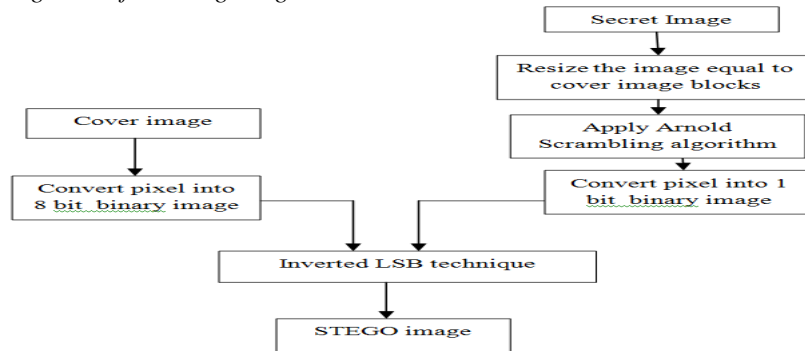 Secret Image
Resize the image equal to
cover image blocks
Cover image
Apply Arnold
Scrambling algorithm
Convert pixel into
8 bit binary image
Convert pixel into 1
bit binary image
Inverted LSB technique
STEGO image